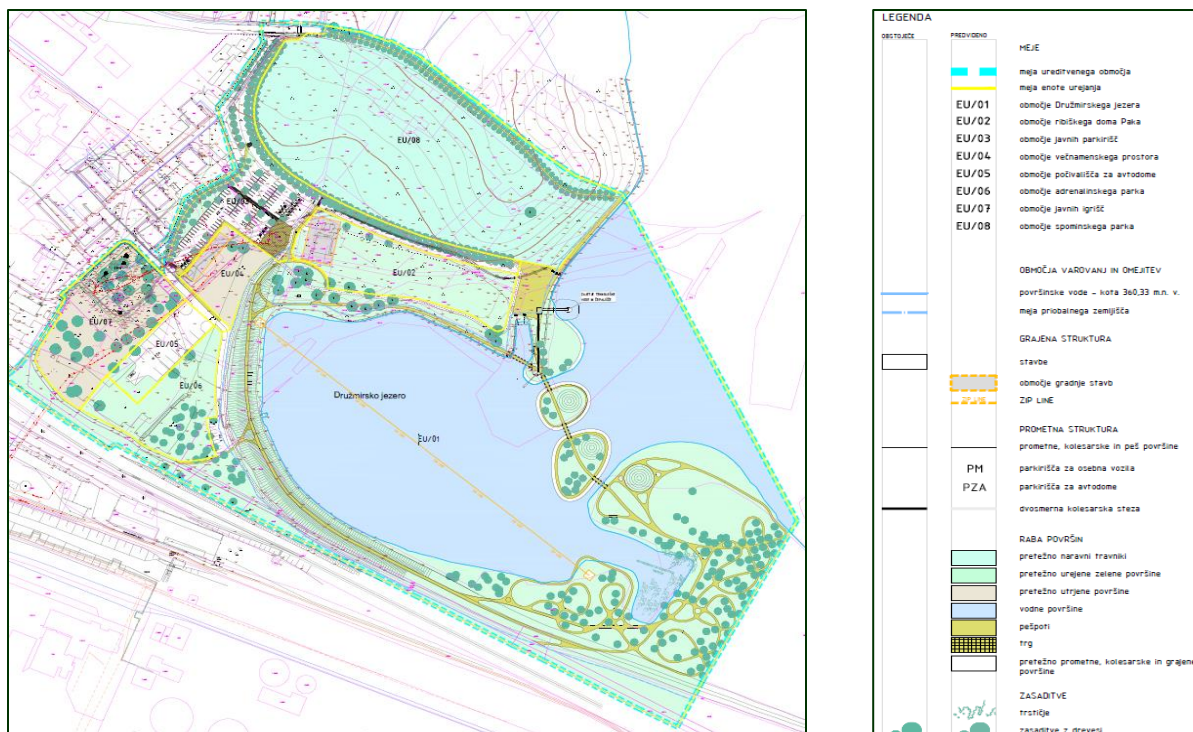 EU/08
EU/03
EU/02
EU/04
EU/07
EU/05
EU/06
Družmirsko jezero
EU/01
LEGENDA
OBSTOJEČE
PREDVIDENO
MEJE
meja ureditvenega območja
meja enote urejanja
EU/01 območje Družmirskega jezera
EU/02 območje ribiškega doma Paka
EU/03 območje javnih parkirišč
EU/04 območje večnamenskega prostora
EU/05 območje počivališča za avtodome
EU/06 območje adrenalinskega parka
EU/07 območje javnih igrišč
EU/08 območje spominskega parka
OBMOČJA VAROVANJ IN OMEJITEV
površinske vode - kota 360,33 m.n. v.
meja priobalnega zemljišča
GRAJENA STRUKTURA
stavbe
območje gradnje stavb
ZIP LINE ZIP LINE
PROMETNA STRUKTURA
prometne, kolesarske in peš površine
PM parkirišča za osebna vozila
PZA parkirišča za avtodome
dvosmerna kolesarska steza
RABA POVRŠIN
pretežno naravni travniki
pretežno urejene zelene površine
pretežno utrjene površine
vodne površine
pešpoti
trg
pretežno prometne, kolesarske in grajene
površine
ZASADITVE
trstičje
zasaditve z drevesi